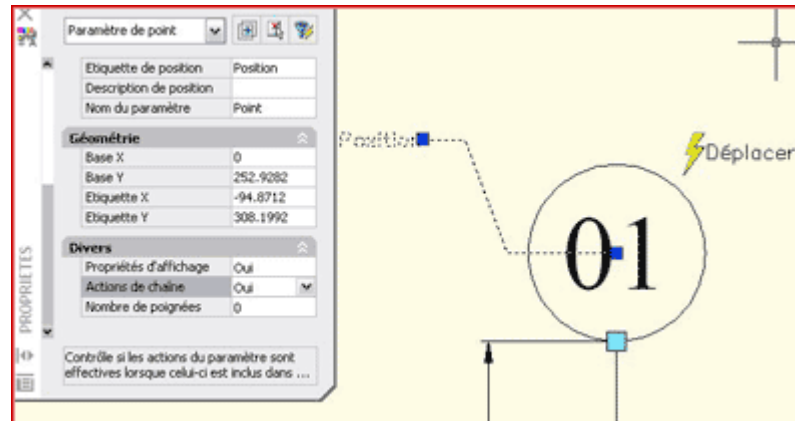 Paramètre de point
Etiquette de position Position
Description de position
Nom du paramètre Point
Géométrie
Base X 0
Base Y 252.9282
Etiquette X -94.8712
Etiquette Y 308.1992
Divers
Propriétés d'affichage Oui
Actions de chaîne Oui
Nombre de poignées 0
Contrôle si les actions du paramètre sont
effectives lorsque celui-ci est inclus dans ...
PROPRIETES
Position
Déplacer
01